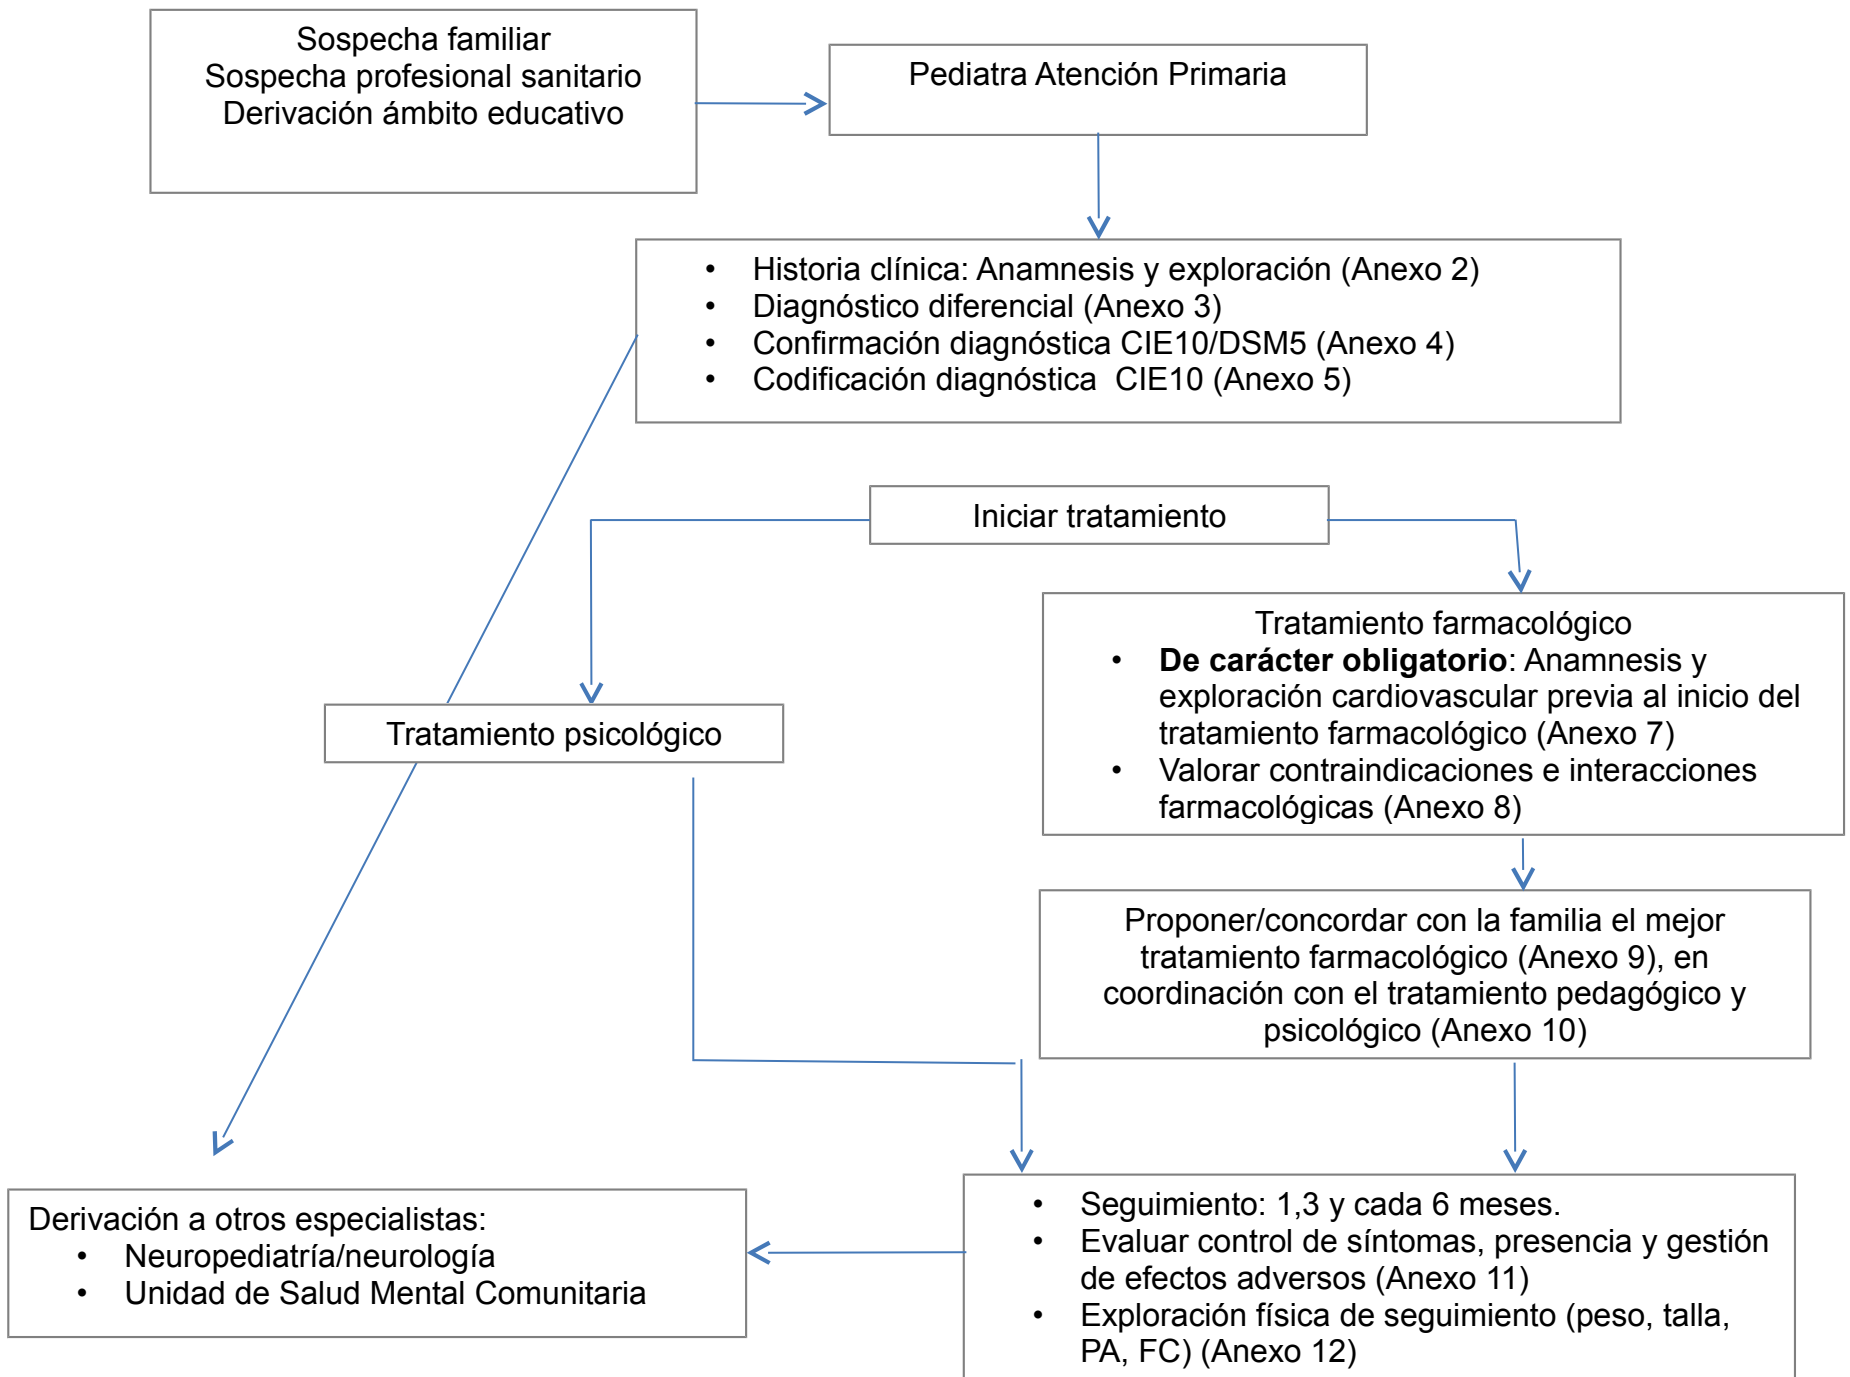 Sospecha familiar
Sospecha profesional sanitario
Derivación ámbito educativo
Pediatra Atención Primaria
• Historia clínica: Anamnesis y exploración (Anexo 2)
• Diagnóstico diferencial (Anexo 3)
• Confirmación diagnóstica CIE10/DSM5 (Anexo 4)
• Codificación diagnóstica  CIE10 (Anexo 5)
Iniciar tratamiento
Tratamiento psicológico
Tratamiento farmacológico
• De carácter obligatorio: Anamnesis y
exploración cardiovascular previa al inicio del
tratamiento farmacológico (Anexo 7)
• Valorar contraindicaciones e interacciones
farmacológicas (Anexo 8)
Proponer/concordar con la familia el mejor
tratamiento farmacológico (Anexo 9), en
coordinación con el tratamiento pedagógico y
psicológico (Anexo 10)
Derivación a otros especialistas:
• Neuropediatría/neurología
• Unidad de Salud Mental Comunitaria
• Seguimiento: 1,3 y cada 6 meses.
• Evaluar control de síntomas, presencia y gestión
de efectos adversos (Anexo 11)
• Exploración física de seguimiento (peso, talla,
PA, FC) (Anexo 12)